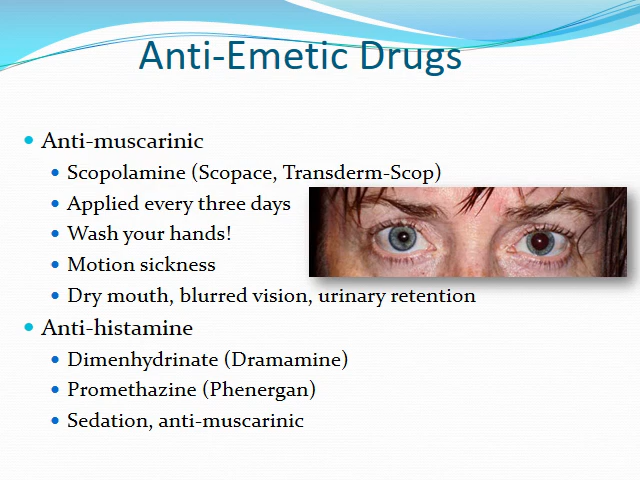 Anti-Emetic Drugs
Anti-muscarinic
Scopolamine (Scopace, Transderm-Scop)
Applied every three days
Wash your hands!
Motion sickness
Dry mouth, blurred vision, urinary retention
Anti-histamine
Dimenhydrinate (Dramamine)
Promethazine (Phenergan)
Sedation, anti-muscarinic